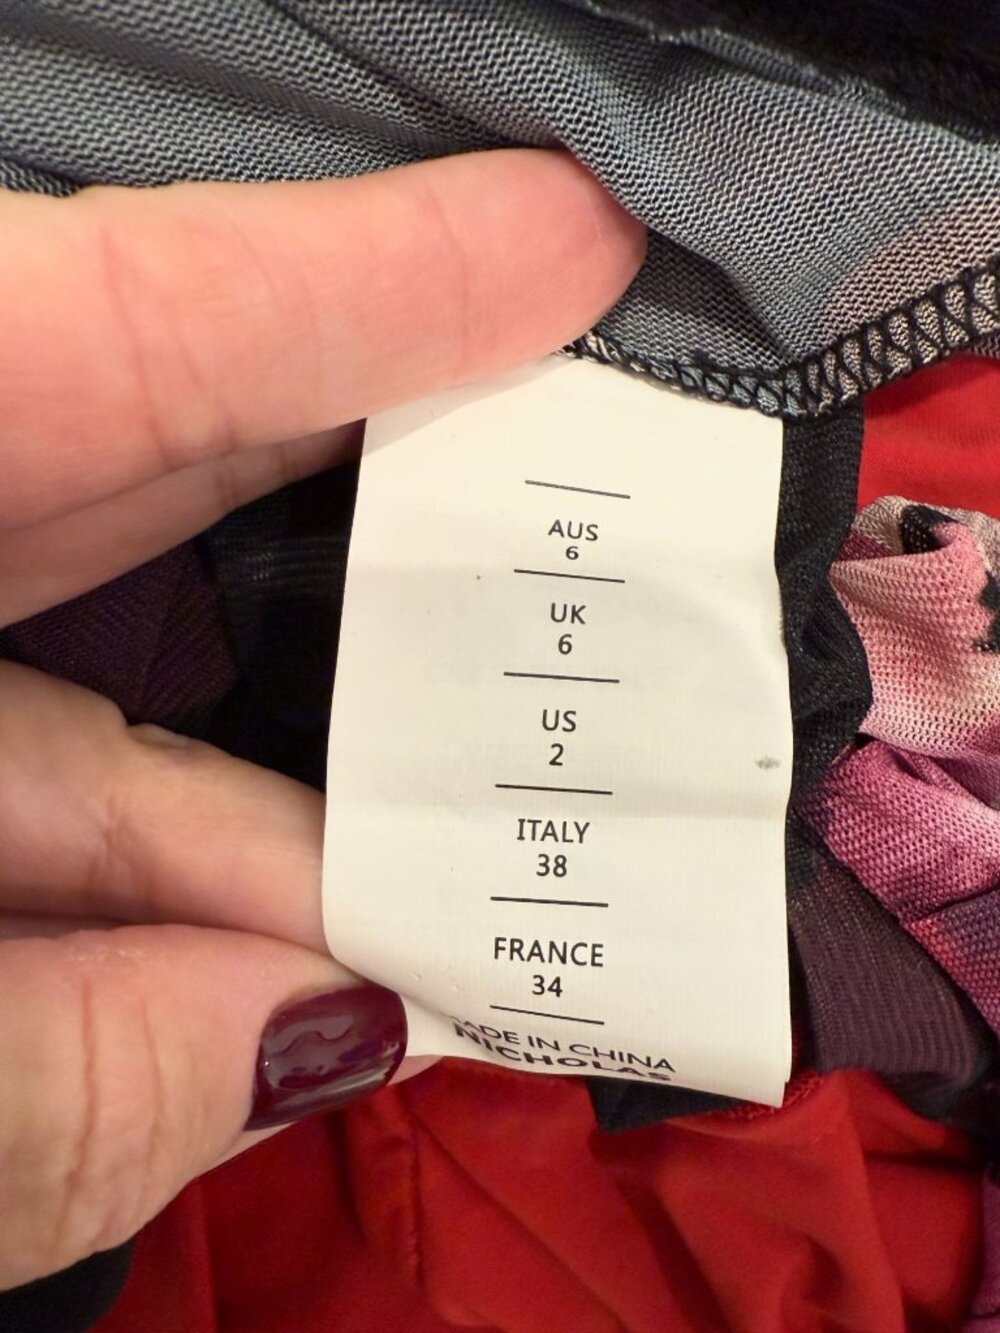 AUS
6
UK
6
US
2
ITALY
38
FRANCE
34
MADE IN CHINA
NICHOLAS